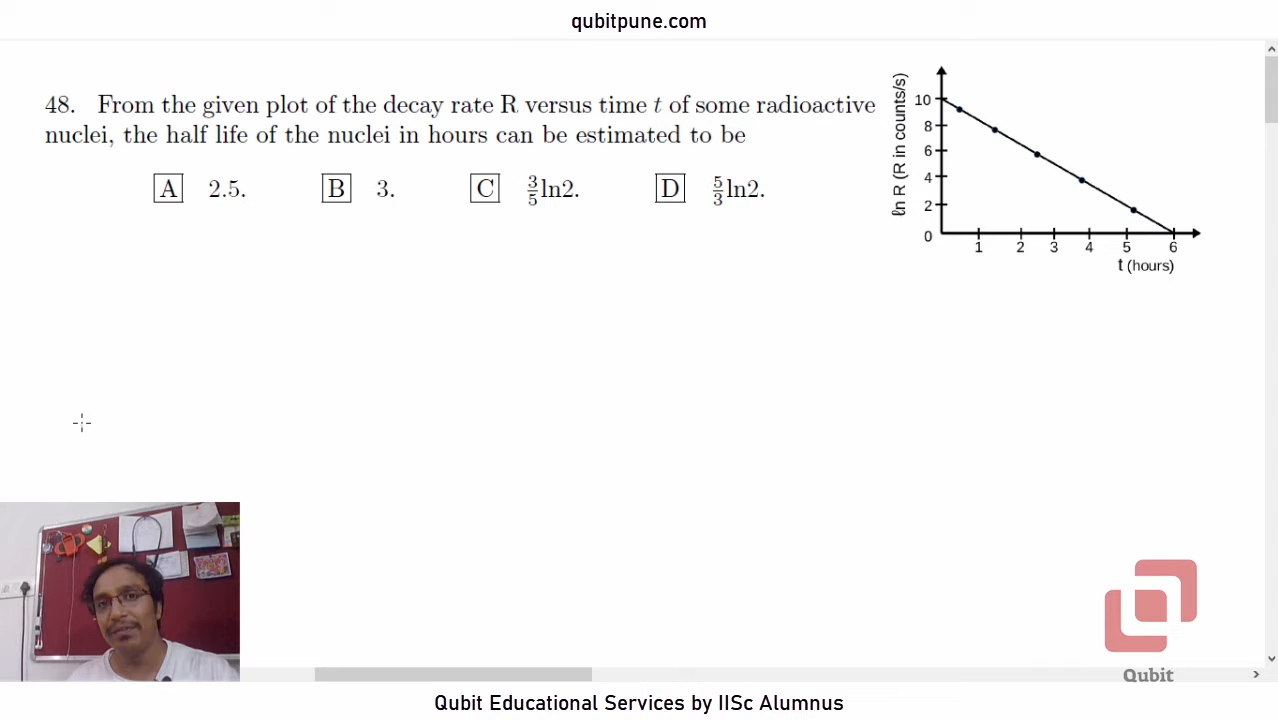 qubitpune.com
48. From the given plot of the decay rate R versus time t of some radioactive
nuclei, the half life of the nuclei in hours can be estimated to be
A 2.5. B 3. C 3/5 ln2. D 5/3 ln2.
ℓn R (R in counts/s)
10
8
6
4
2
0
1 2 3 4 5 6
t (hours)
Qubit
Qubit Educational Services by IISc Alumnus